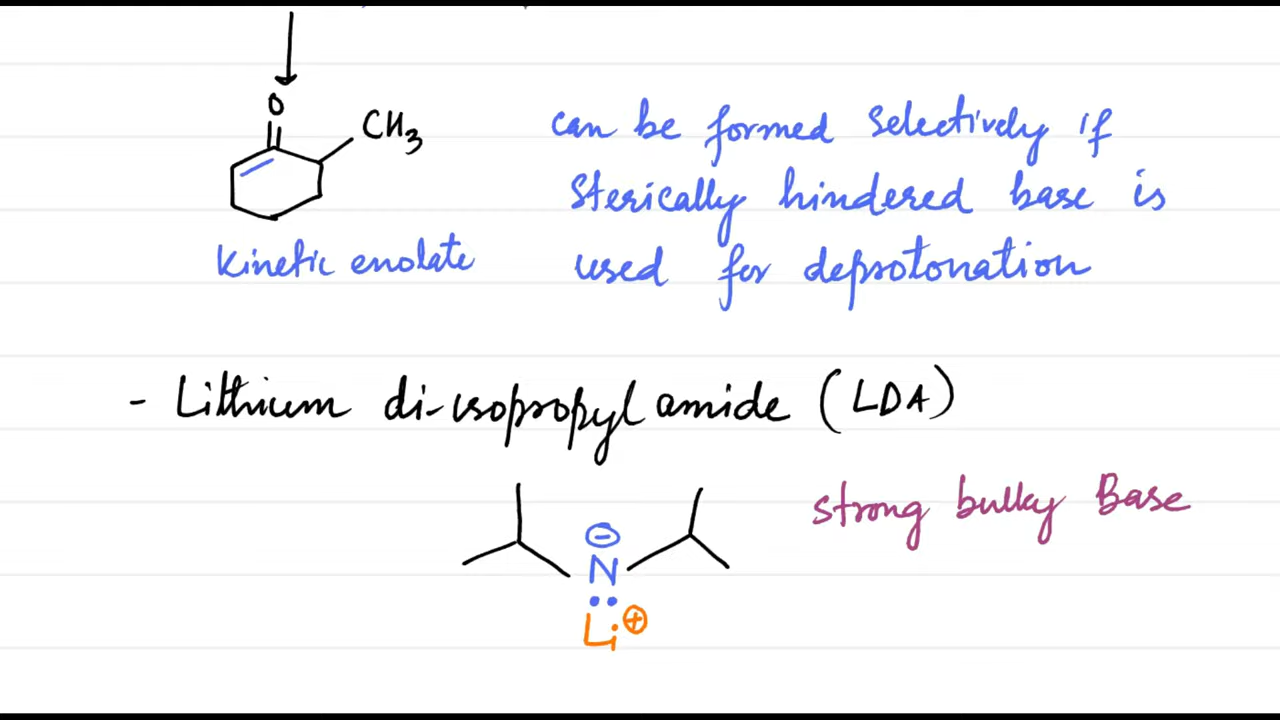 O
CH3
can be formed selectively if
sterically hindered base is
kinetic enolate
used for deprotonation
- Lithium di-isopropyl amide (LDA)
strong bulky Base
⊖
N
Li⊕